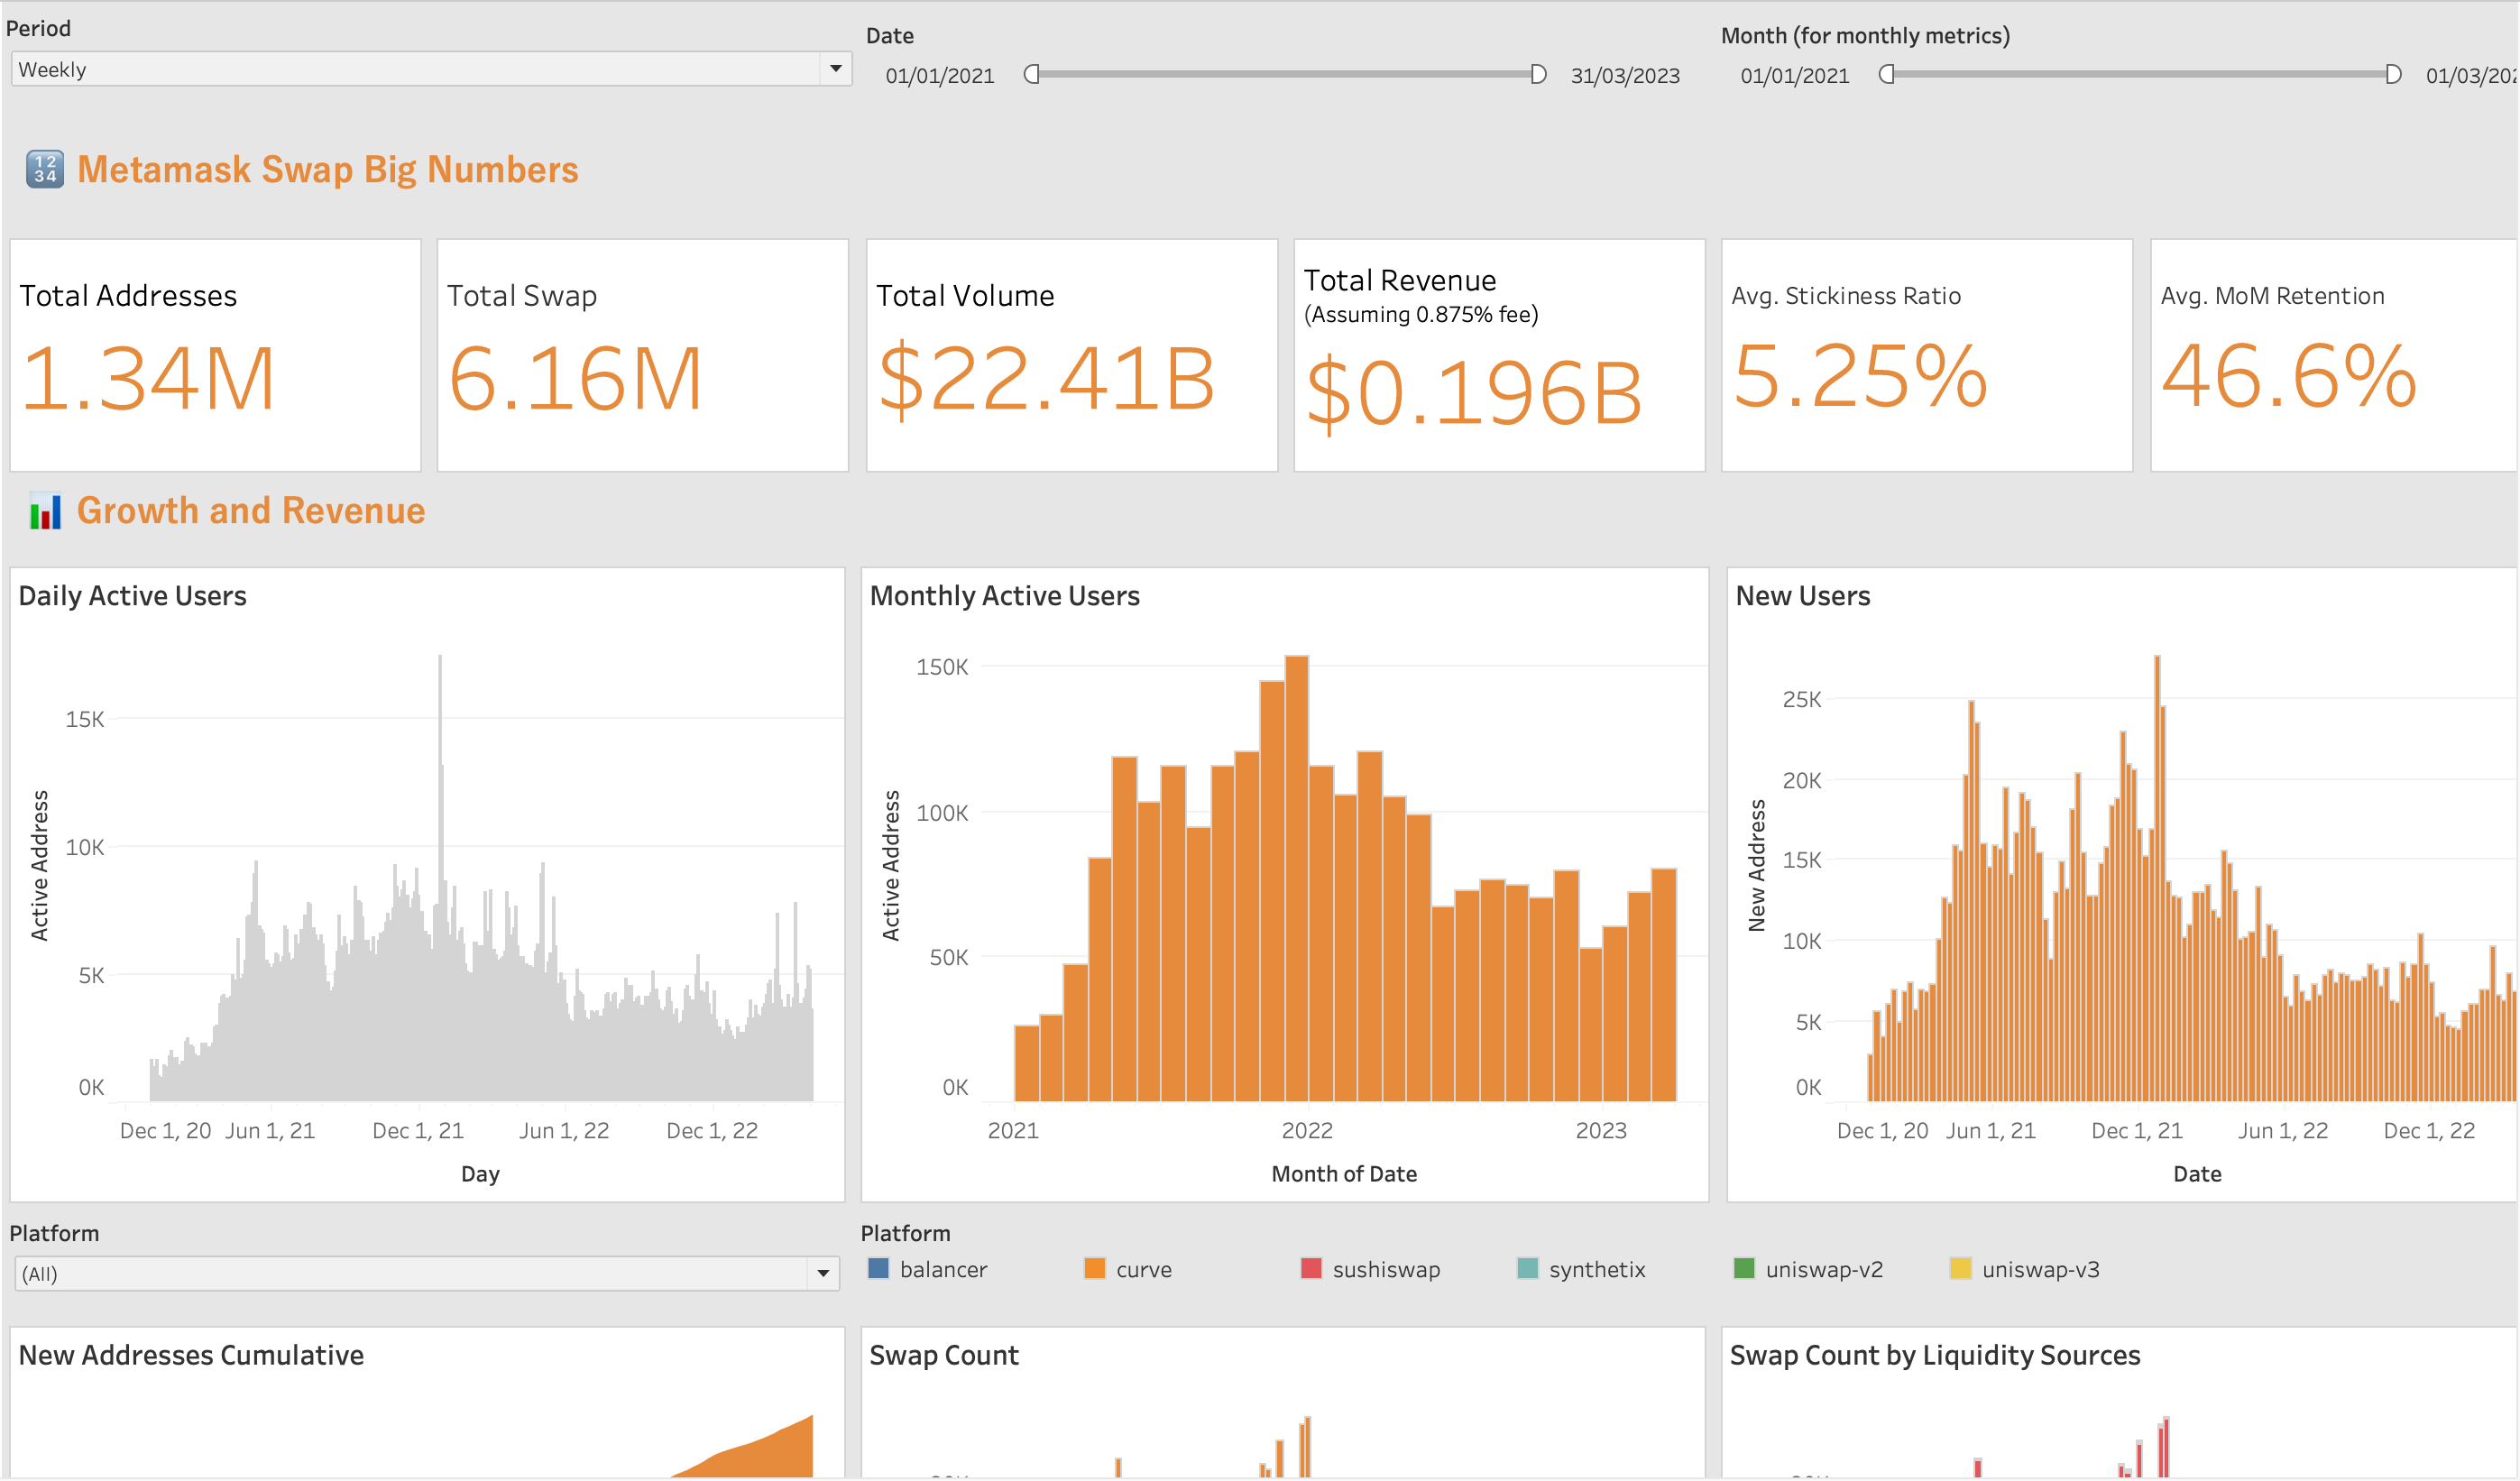 Period
Weekly
Date
01/01/2021
31/03/2023
Month (for monthly metrics)
01/01/2021
1234
Metamask Swap Big Numbers
Total Addresses
1.34M
Total Swap
6.16M
Total Volume
$22.41B
Total Revenue
(Assuming 0.875% fee)
$0.196B
Avg. Stickiness Ratio
5.25%
Avg. MoM Retention
46.6%
Growth and Revenue
Daily Active Users
Active Address
15K
10K
5K
0K
Dec 1, 20 Jun 1, 21 Dec 1, 21 Jun 1, 22 Dec 1, 22
Day
Monthly Active Users
Active Address
150K
100K
50K
0K
2021 2022 2023
Month of Date
New Users
New Address
25K
20K
15K
10K
5K
0K
Dec 1, 20 Jun 1, 21 Dec 1, 21 Jun 1, 22 Dec 1, 22
Date
Platform
(All)
Platform
balancer curve sushiswap synthetix uniswap-v2 uniswap-v3
New Addresses Cumulative
Swap Count
Swap Count by Liquidity Sources